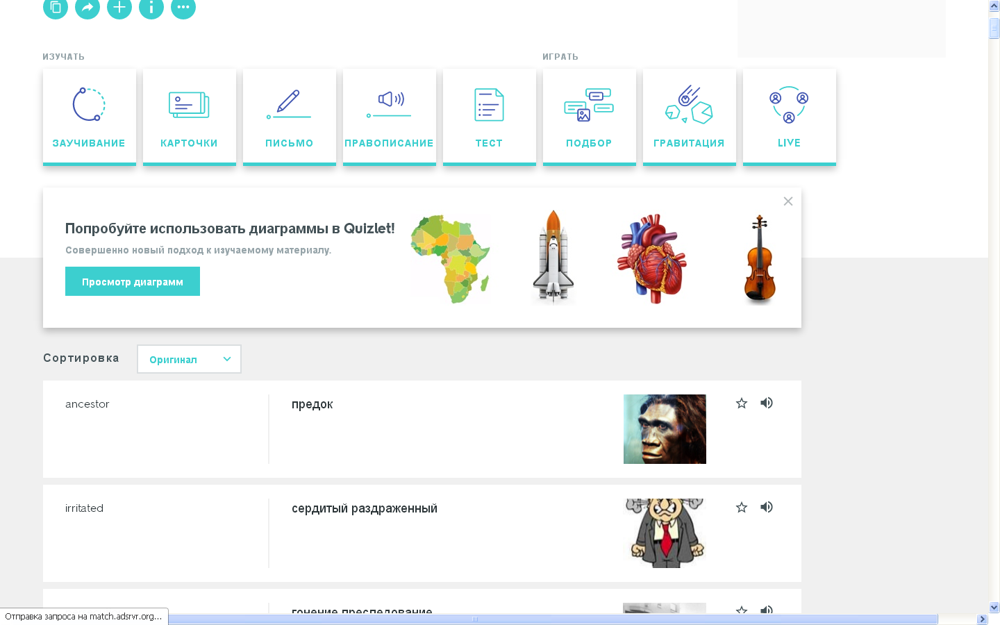 ИЗУЧАТЬ
ИГРАТЬ
ЗАУЧИВАНИЕ
КАРТОЧКИ
ПИСЬМО
ПРАВОПИСАНИЕ
ТЕСТ
ПОДБОР
ГРАВИТАЦИЯ
LIVE
Попробуйте использовать диаграммы в Quizlet!
Совершенно новый подход к изучаемому материалу.
Просмотр диаграмм
Сортировка
Оригинал
ancestor
предок
irritated
сердитый раздраженный
гонение преследование
Отправка запроса на match.adsrvr.org...